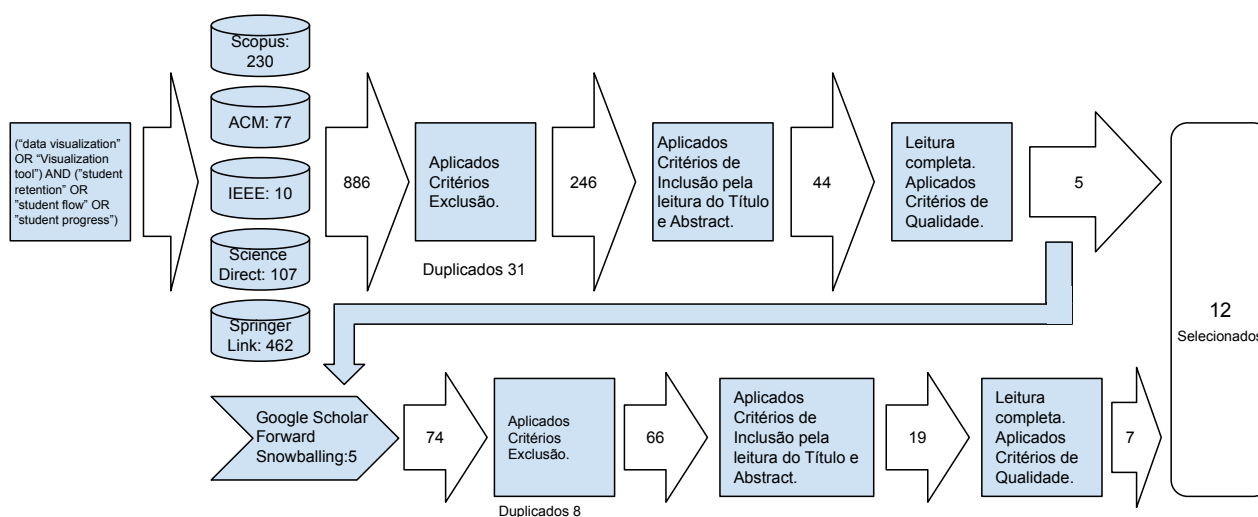 ("data visualization"
OR "Visualization
tool") AND ("student
retention" OR
"student flow" OR
"student progress")
Scopus:
230
ACM: 77
IEEE: 10
Science
Direct: 107
Springer
Link: 462
886
Aplicados
Critérios
Exclusão.
Duplicados 31
246
Aplicados
Critérios de
Inclusão pela
leitura do Título
e Abstract.
44
Leitura
completa.
Aplicados
Critérios de
Qualidade.
5
Google Scholar
Forward
Snowballing:5
74
Aplicados
Critérios
Exclusão.
Duplicados 8
66
Aplicados
Critérios de
Inclusão pela
leitura do Título e
Abstract.
19
Leitura
completa.
Aplicados
Critérios de
Qualidade.
7
12
Selecionados